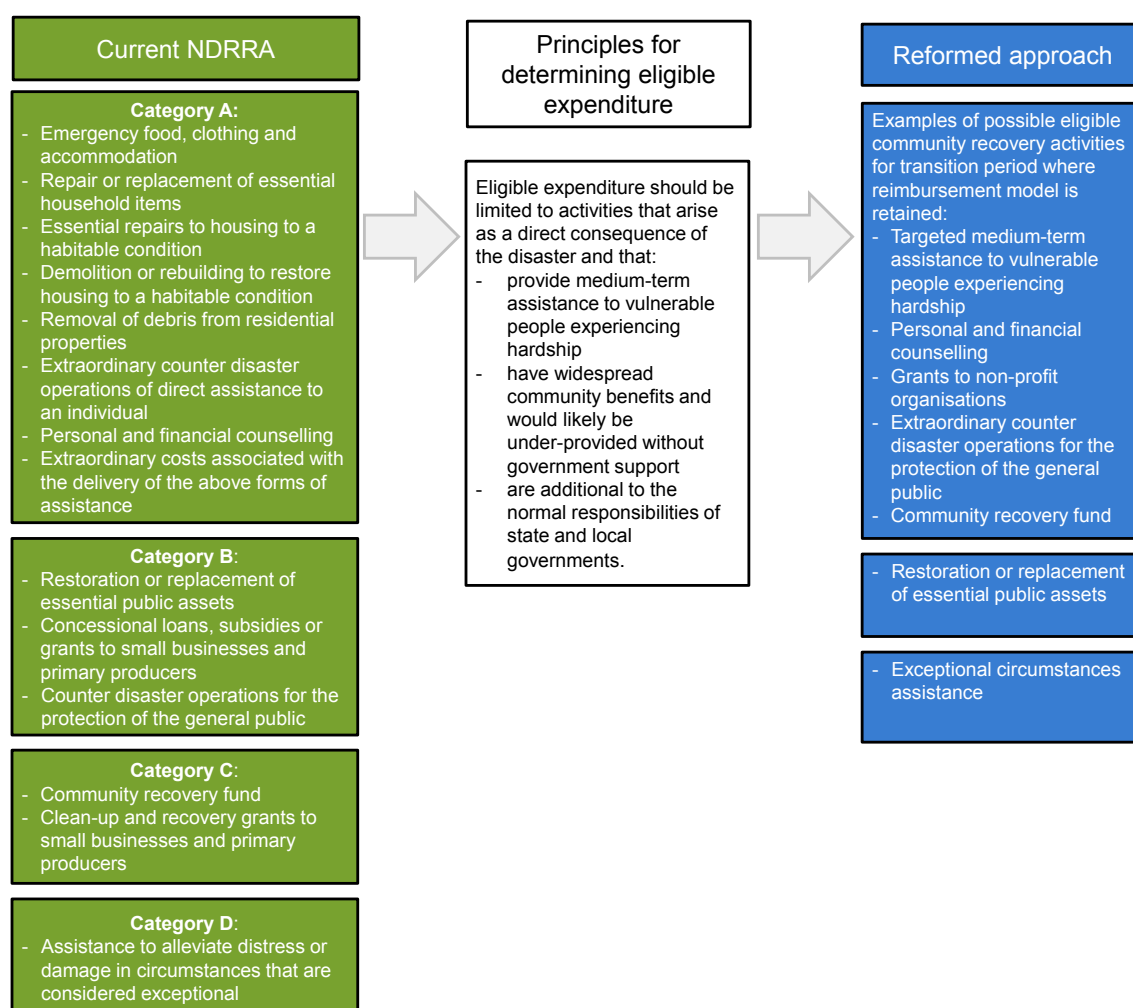 Current NDRRA
Category A:
- Emergency food, clothing and
accommodation
- Repair or replacement of essential
household items
- Essential repairs to housing to a
habitable condition
- Demolition or rebuilding to restore
housing to a habitable condition
- Removal of debris from residential
properties
- Extraordinary counter disaster
operations of direct assistance to
an individual
- Personal and financial counselling
- Extraordinary costs associated with
the delivery of the above forms of
assistance
Category B:
- Restoration or replacement of
essential public assets
- Concessional loans, subsidies or
grants to small businesses and
primary producers
- Counter disaster operations for the
protection of the general public
Category C:
- Community recovery fund
- Clean-up and recovery grants to
small businesses and primary
producers
Category D:
- Assistance to alleviate distress or
damage in circumstances that are
considered exceptional
Principles for
determining eligible
expenditure
Eligible expenditure should be
limited to activities that arise
as a direct consequence of
the disaster and that:
- provide medium-term
assistance to vulnerable
people experiencing
hardship
- have widespread
community benefits and
would likely be
under-provided without
government support
- are additional to the
normal responsibilities of
state and local
governments.
Reformed approach
Examples of possible eligible
community recovery activities
for transition period where
reimbursement model is
retained:
- Targeted medium-term
assistance to vulnerable
people experiencing
hardship
- Personal and financial
counselling
- Grants to non-profit
organisations
- Extraordinary counter
disaster operations for the
protection of the general
public
- Community recovery fund
- Restoration or replacement
of essential public assets
- Exceptional circumstances
assistance